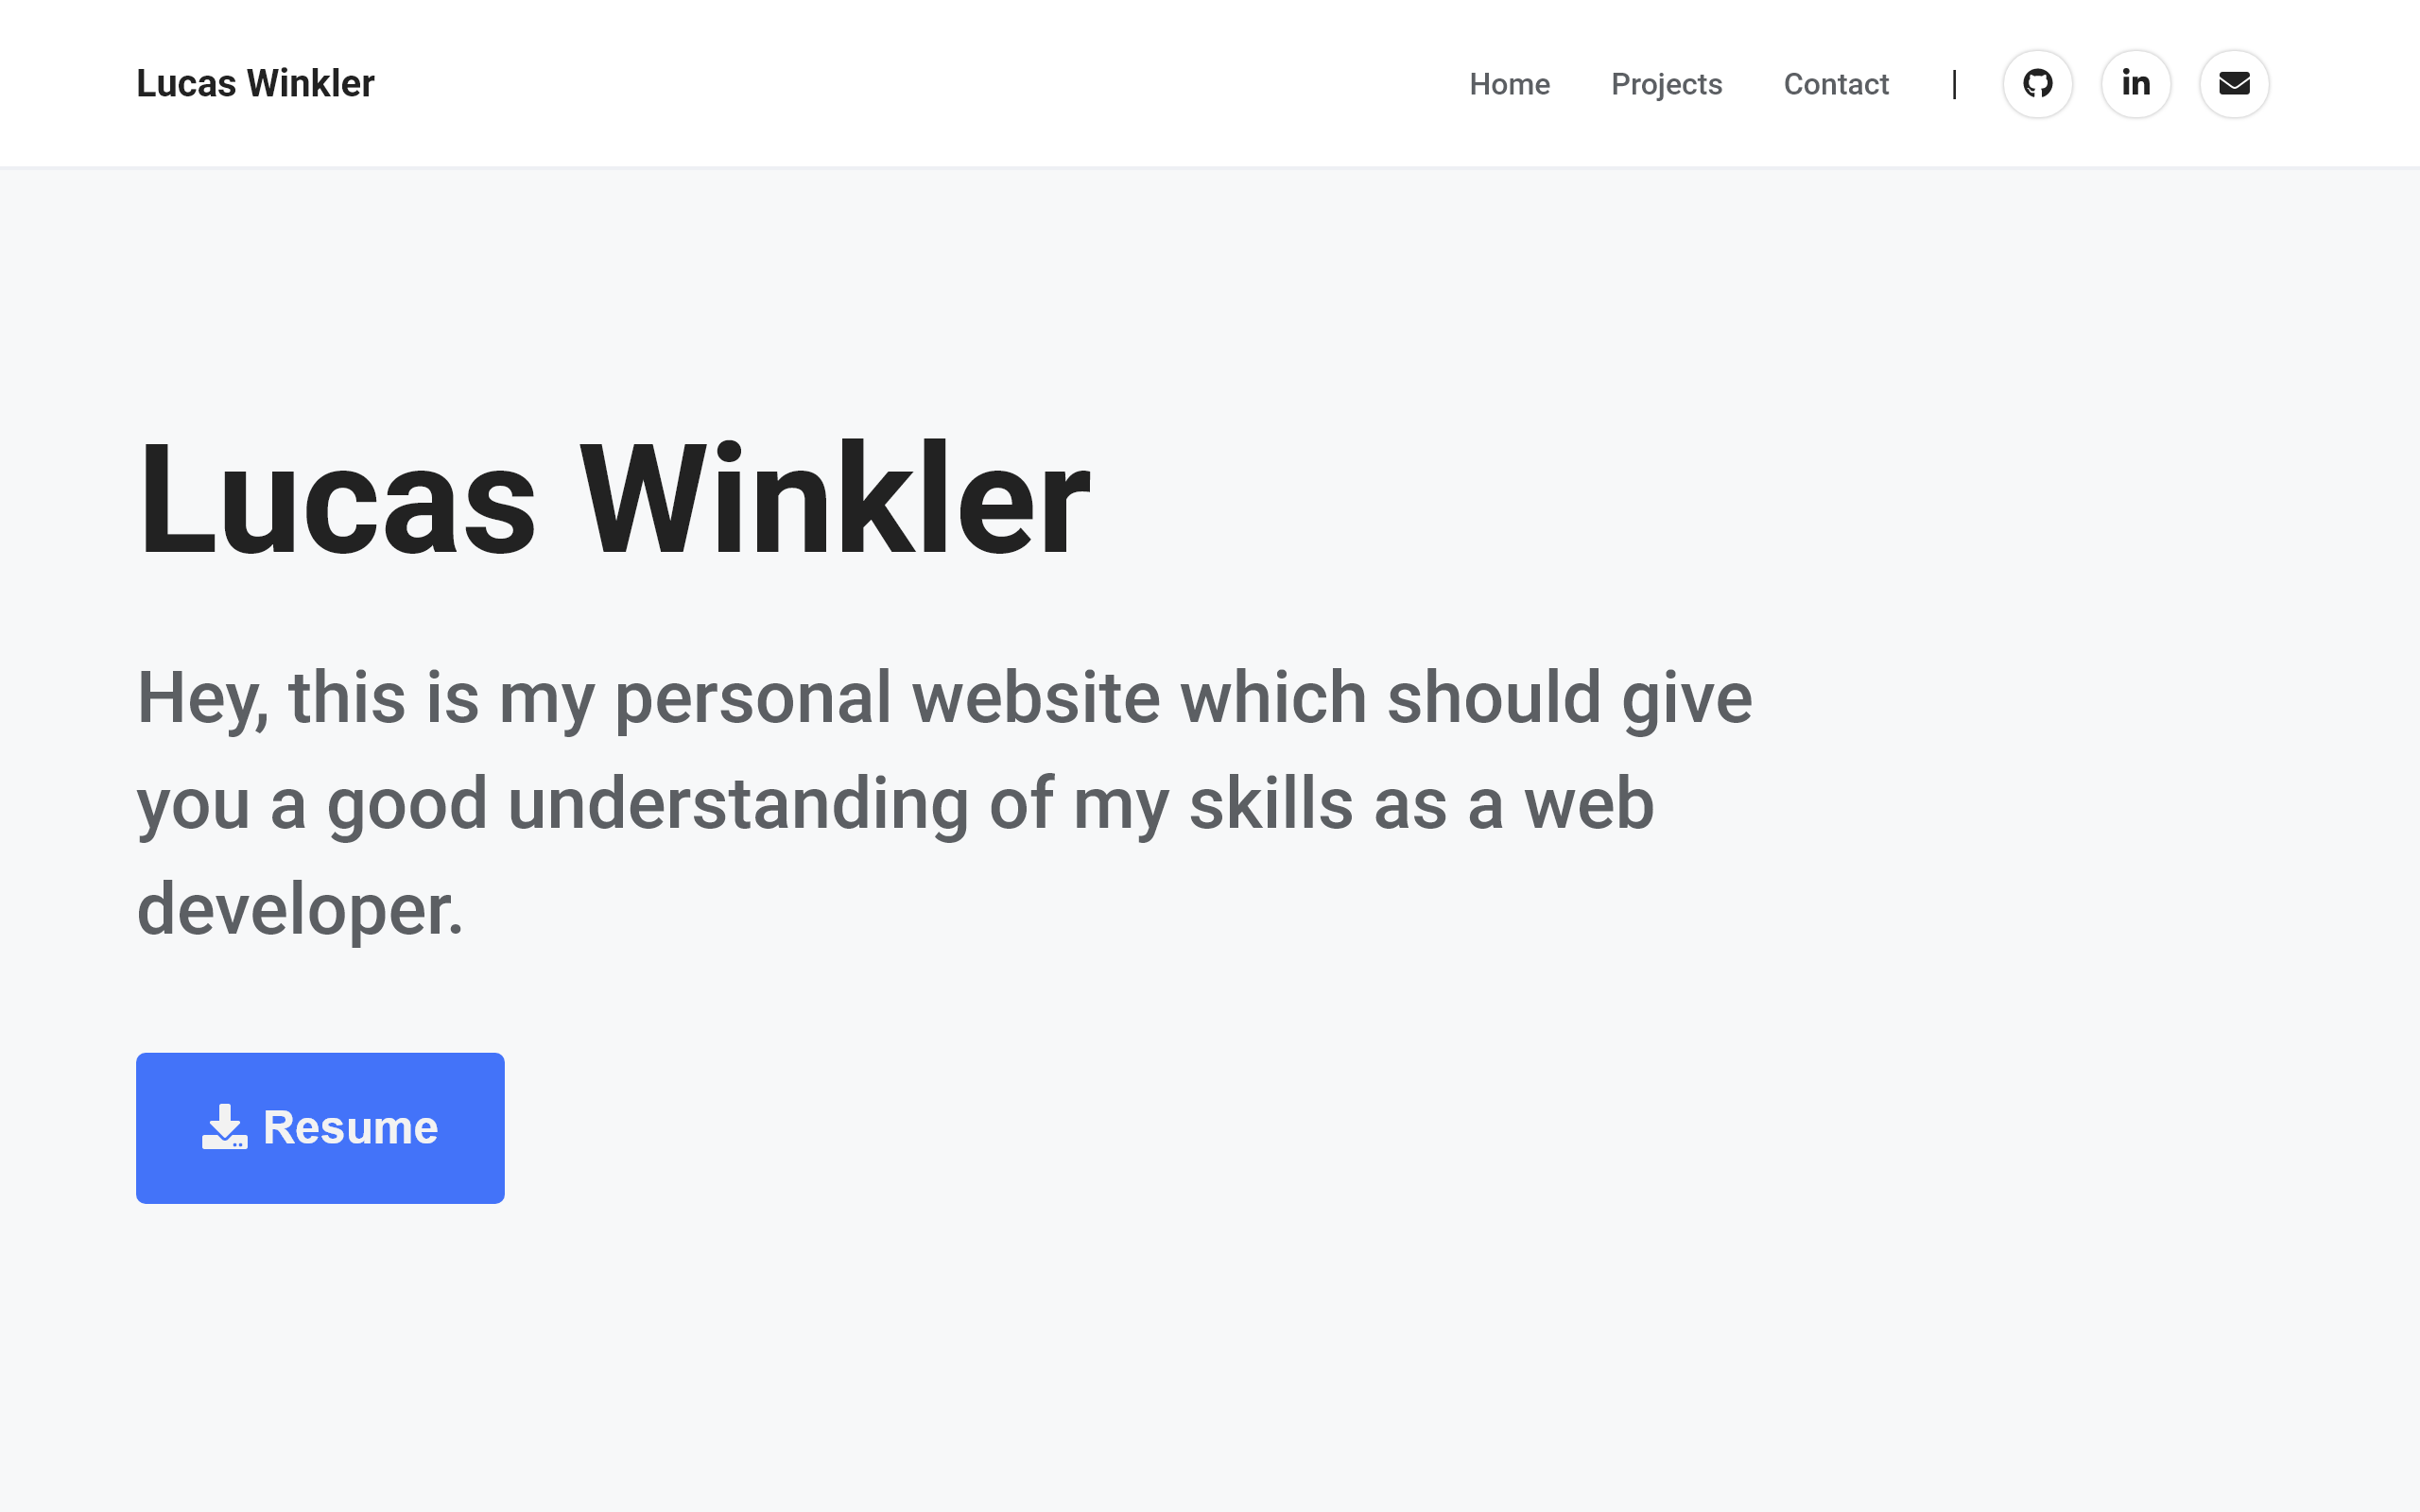 Lucas Winkler
Home Projects Contact |
Lucas Winkler
Hey, this is my personal website which should give
you a good understanding of my skills as a web
developer.
Resume